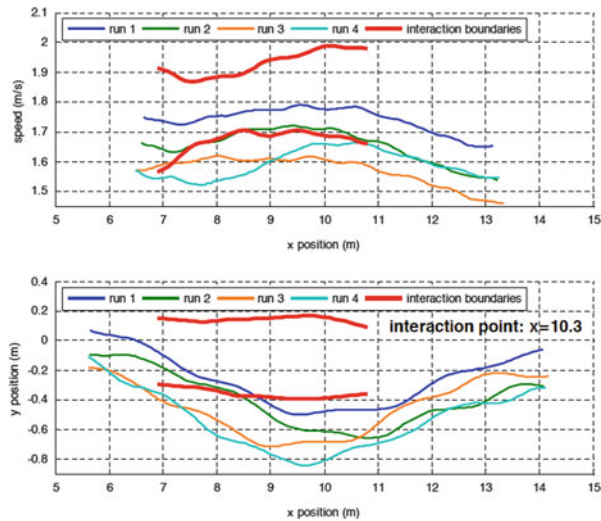 2.1
run 1 run 2 run 3 run 4 interaction boundaries
2
1.9
1.8
1.7
1.6
1.5
speed (m/s)
5 6 7 8 9 10 11 12 13 14 15
x position (m)
0.4
run 1 run 2 run 3 run 4 interaction boundaries
0.2
interaction point: x=10.3
0
-0.2
-0.4
-0.6
-0.8
y position (m)
5 6 7 8 9 10 11 12 13 14 15
x position (m)